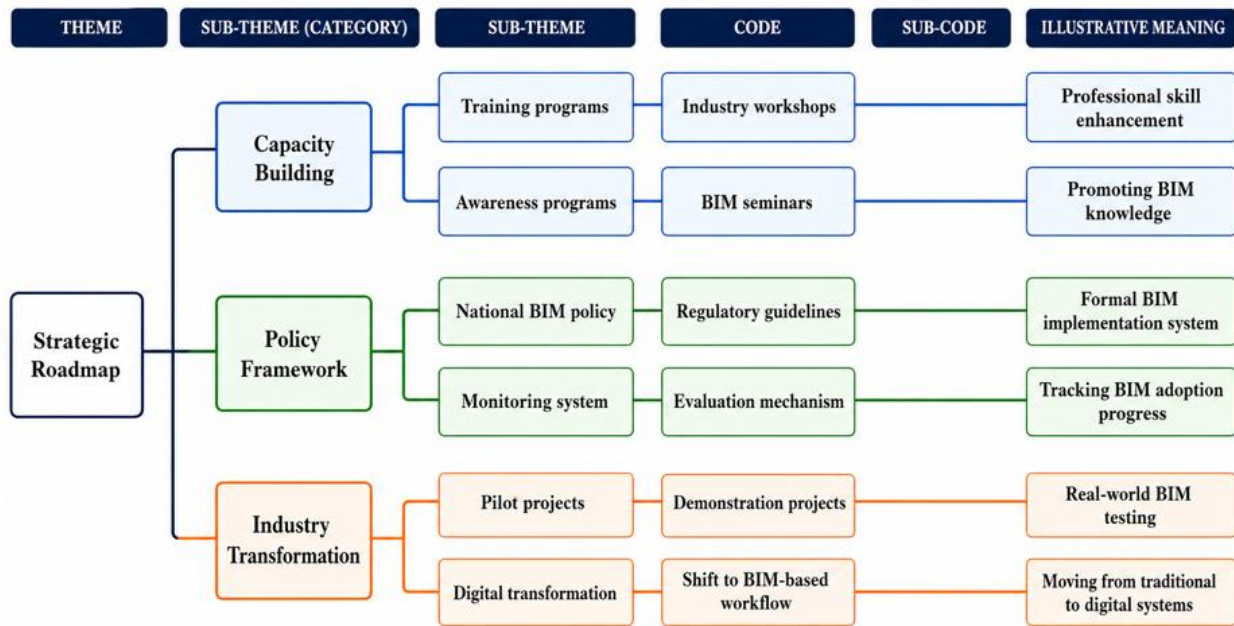 THEME
SUB-THEME (CATEGORY)
SUB-THEME
CODE
SUB-CODE
ILLUSTRATIVE MEANING
Strategic
Roadmap
Capacity
Building
Training programs
Industry workshops
Professional skill
enhancement
Awareness programs
BIM seminars
Promoting BIM
knowledge
Policy
Framework
National BIM policy
Regulatory guidelines
Formal BIM
implementation system
Monitoring system
Evaluation mechanism
Tracking BIM adoption
progress
Industry
Transformation
Pilot projects
Demonstration projects
Real-world BIM
testing
Digital transformation
Shift to BIM-based
workflow
Moving from traditional
to digital systems